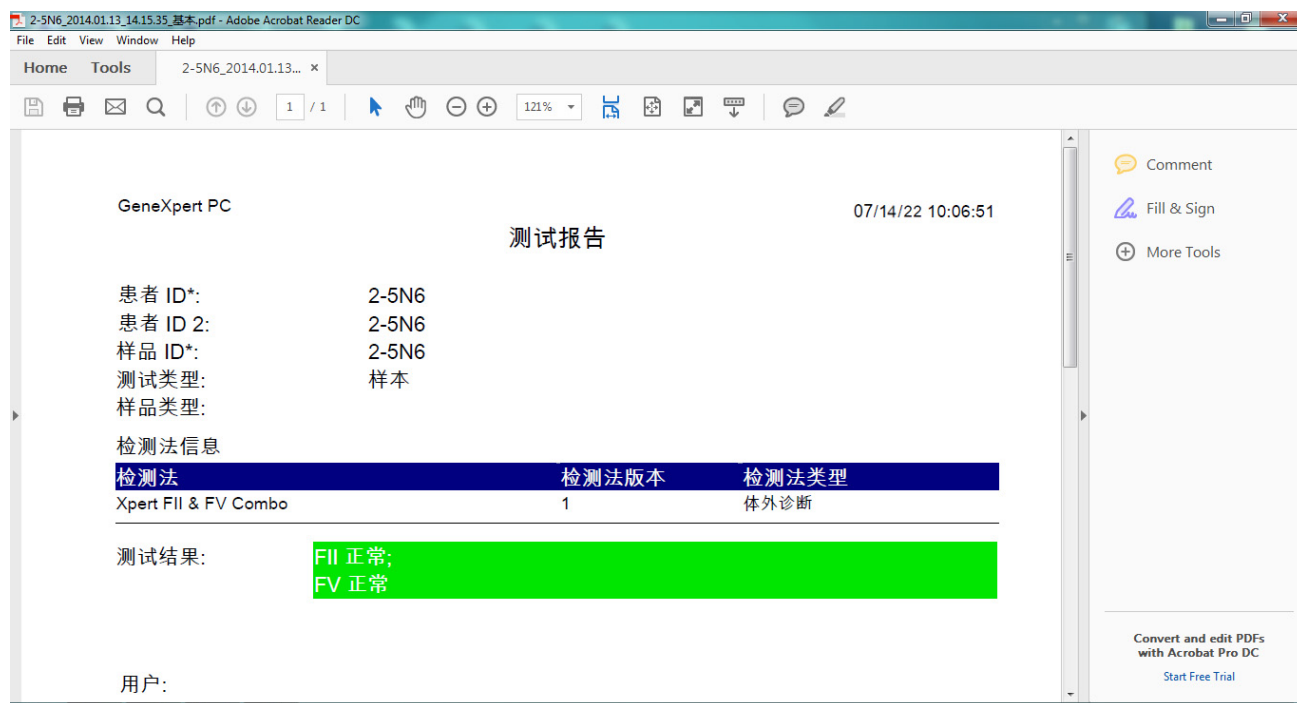 2-5N6_2014.01.13_14.15.35_基本.pdf - Adobe Acrobat Reader DC
File Edit View Window Help
Home Tools 2-5N6_2014.01.13... ×
1 / 1 121%
GeneXpert PC 07/14/22 10:06:51
测试报告
患者 ID*: 2-5N6
患者 ID 2: 2-5N6
样品 ID*: 2-5N6
测试类型: 样本
样品类型:
检测法信息
检测法 检测法版本 检测法类型
Xpert FII & FV Combo 1 体外诊断
测试结果: FII 正常;
FV 正常
用户:
Comment
Fill & Sign
More Tools
Convert and edit PDFs
with Acrobat Pro DC
Start Free Trial